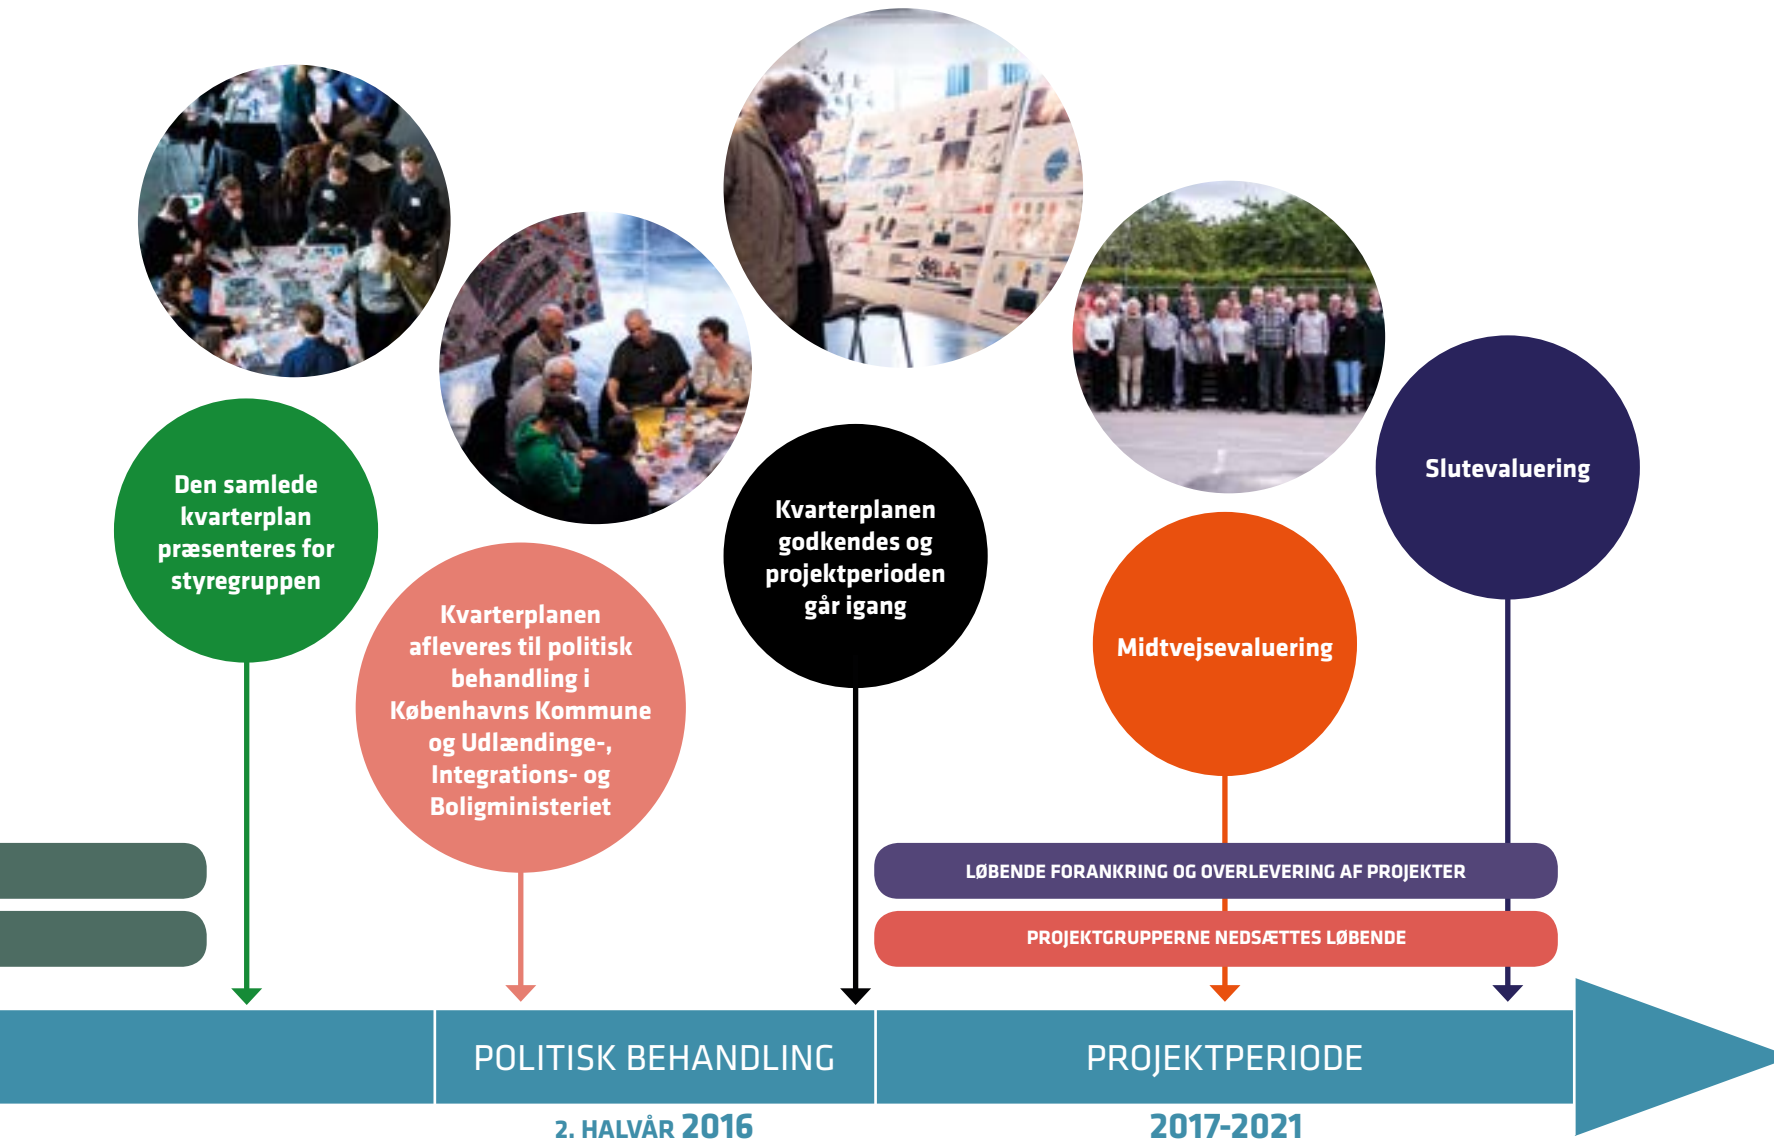 Den samlede
kvarterplan
præsenteres for
styregruppen
Kvarterplanen
afleveres til politisk
behandling i
Københavns Kommune
og Udlændinge-,
Integrations- og
Boligministeriet
Kvarterplanen
godkendes og
projektperioden
går igang
Midtvejsevaluering
Slutevaluering
LØBENDE FORANKRING OG OVERLEVERING AF PROJEKTER
PROJEKTGRUPPERNE NEDSÆTTES LØBENDE
POLITISK BEHANDLING
PROJEKTPERIODE
2. HALVÅR 2016
2017-2021